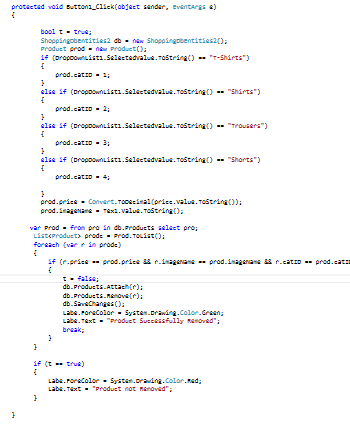 protected void Button1_Click(object sender, EventArgs e)
{
bool t = true;
ShoppingDbEntities2 db = new ShoppingDbEntities2();
Product prod = new Product();
if (DropDownList1.SelectedValue.ToString() == "T-Shirts")
{
prod.catID = 1;
}
else if (DropDownList1.SelectedValue.ToString() == "Shirts")
{
prod.catID = 2;
}
else if (DropDownList1.SelectedValue.ToString() == "Trousers")
{
prod.catID = 3;
}
else if (DropDownList1.SelectedValue.ToString() == "Shorts")
{
prod.catID = 4;
}
prod.price = Convert.ToDecimal(price.Value.ToString());
prod.imageName = Text.Value.ToString();
var Prod = from pro in db.Products select pro;
List<Product> prodc = Prod.ToList();
foreach (var r in prodc)
{
if (r.price == prod.price && r.imageName == prod.imageName && r.catID == prod.catI
{
t = false;
db.Products.Attach(r);
db.Products.Remove(r);
db.SaveChanges();
Labe.ForeColor = System.Drawing.Color.Green;
Labe.Text = "Product Successfully Removed";
break;
}
}
if (t == true)
{
Labe.ForeColor = System.Drawing.Color.Red;
Labe.Text = "Product not Removed";
}
}